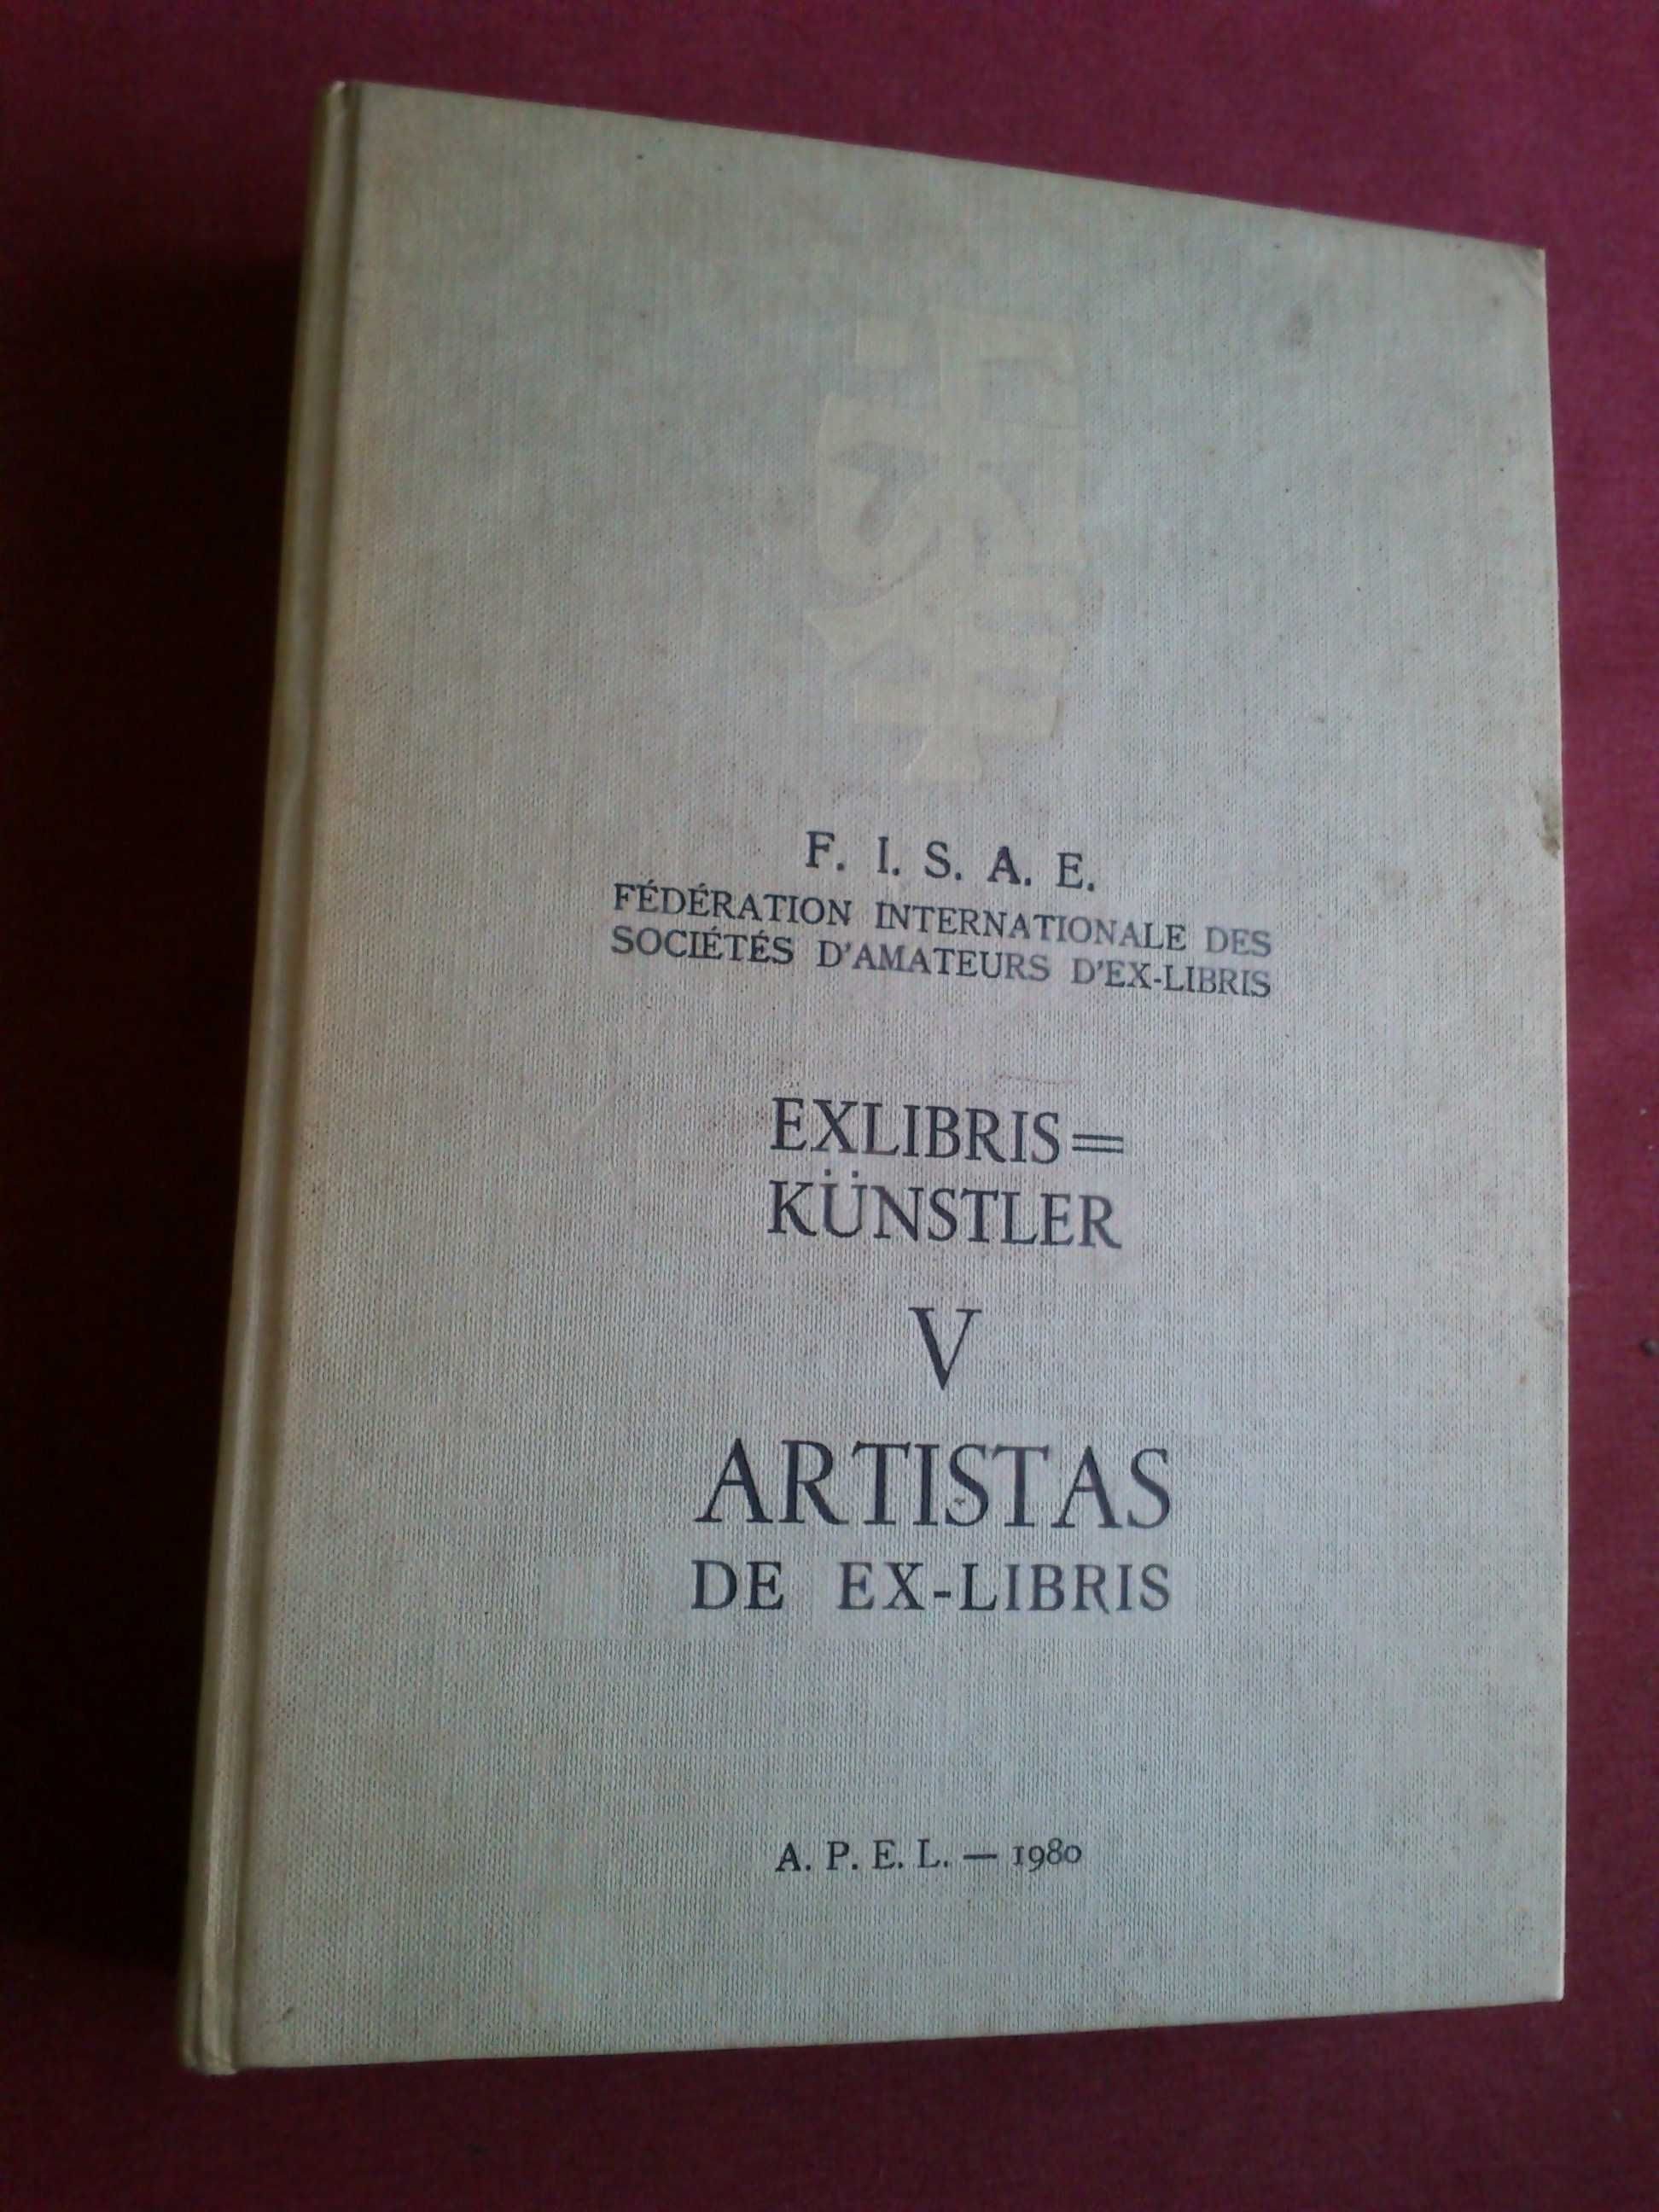 F. I. S. A. E.
FÉDÉRATION INTERNATIONALE DES
SOCIÉTÉS D'AMATEURS D'EX-LIBRIS
EXLIBRIS=
KÜNSTLER
V
ARTISTAS
DE EX-LIBRIS
A. P. E. L. — 1980